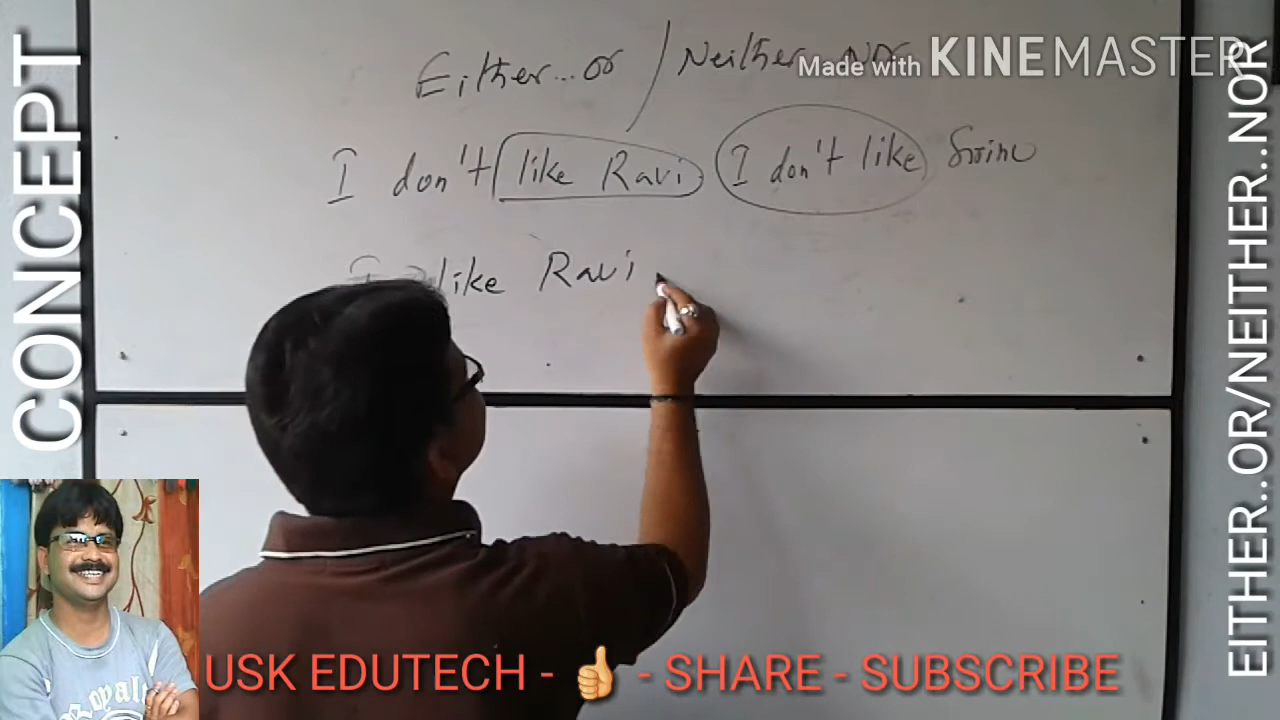 CONCEPT
Either... or / Neither.. nor
Made with KINEMASTER
I don't like Ravi I don't like
like Ravi
EITHER..OR/NEITHER..NOR
USK EDUTECH - 👍 - SHARE - SUBSCRIBE